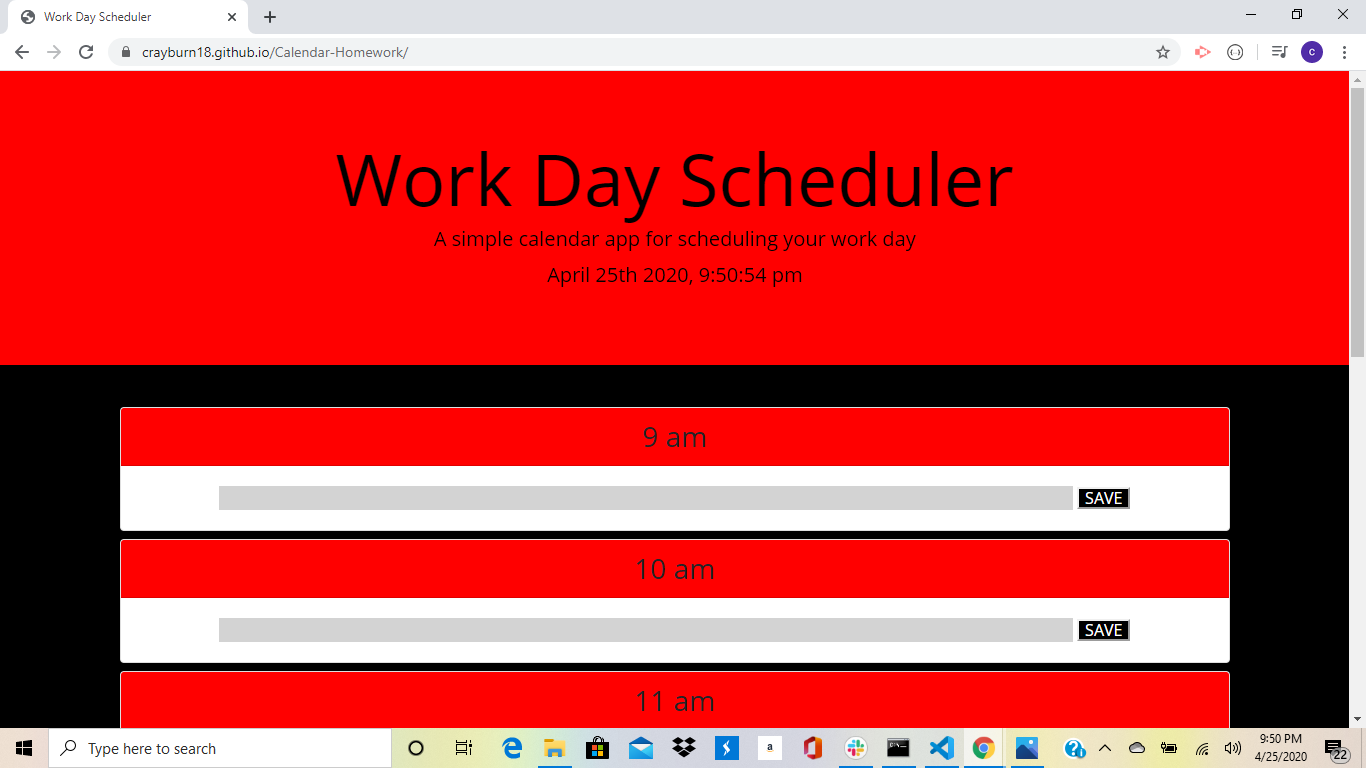 Work Day Scheduler
crayburn18.github.io/Calendar-Homework/
c
Work Day Scheduler
A simple calendar app for scheduling your work day
April 25th 2020, 9:50:54 pm
9 am
SAVE
10 am
SAVE
11 am
Type here to search
a
9:50 PM
4/25/2020
22